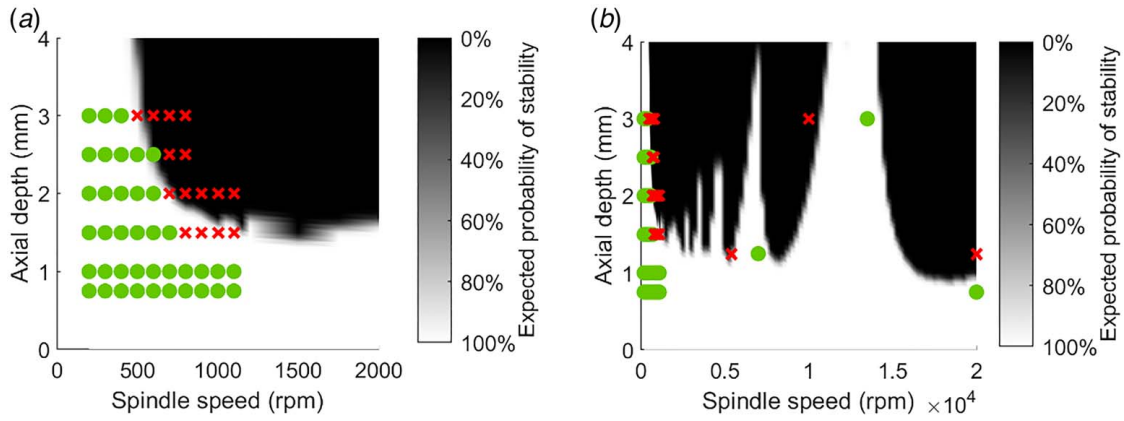 (a)
4
3
2
1
0
Axial depth (mm)
0 500 1000 1500 2000
Spindle speed (rpm)
0%
20%
40%
60%
80%
100%
Expected probability of stability
(b)
4
3
2
1
0
Axial depth (mm)
0 0.5 1 1.5 2
Spindle speed (rpm) ×10^4
0%
20%
40%
60%
80%
100%
Expected probability of stability